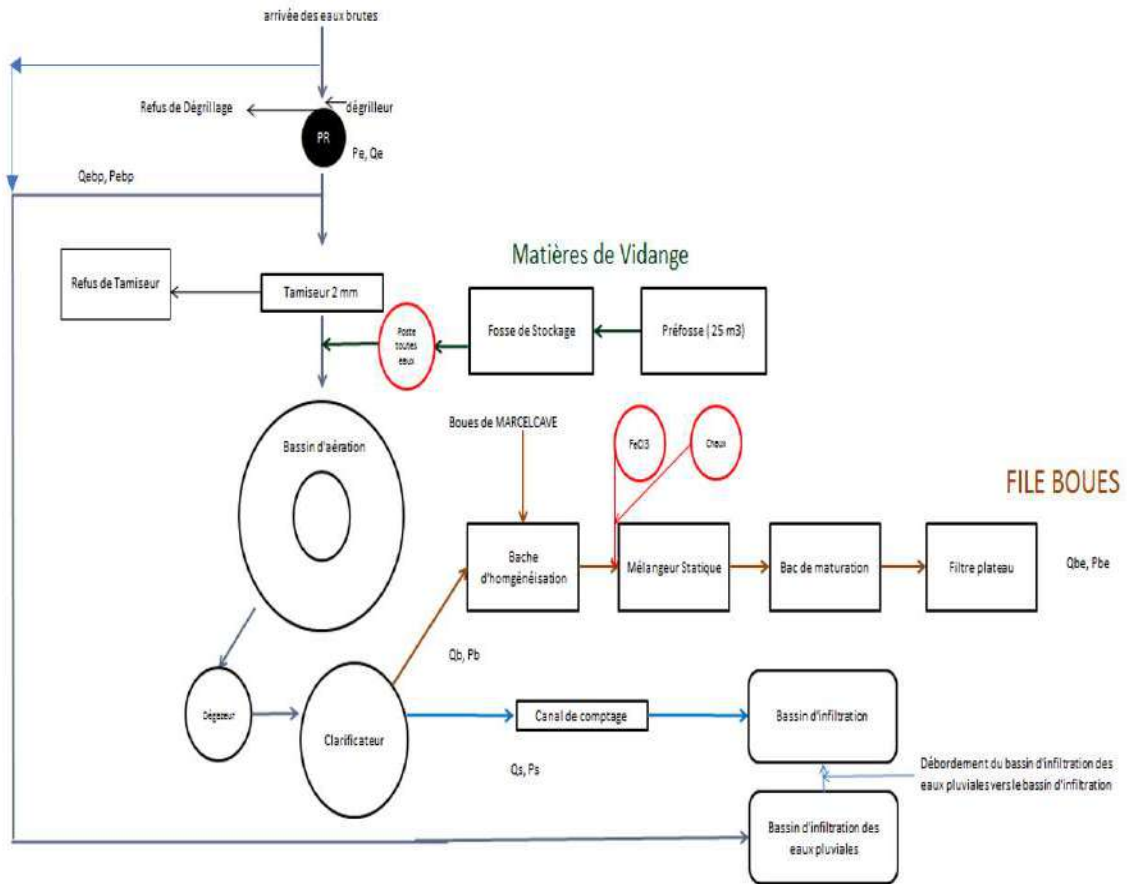 arrivée des eaux brutes
Refus de Dégrillage
dégrilleur
PR
Pe, Qe
Qebp, Pebp
Matières de Vidange
Refus de Tamiseur
Tamiseur 2 mm
Poste
toutes
eaux
Fosse de Stockage
Préfosse ( 25 m3)
Bassin d'aération
Boues de MARCELCAVE
FeCl3
Chaux
FILE BOUES
Bache
d'homgénéisation
Mélangeur Statique
Bac de maturation
Filtre plateau
Qbe, Pbe
Qb, Pb
Dégazeur
Clarificateur
Canal de comptage
Bassin d'infiltration
Qs, Ps
Débordement du bassin d'infiltration des
eaux pluviales vers le bassin d'infiltration
Bassin d'infiltration des
eaux pluviales